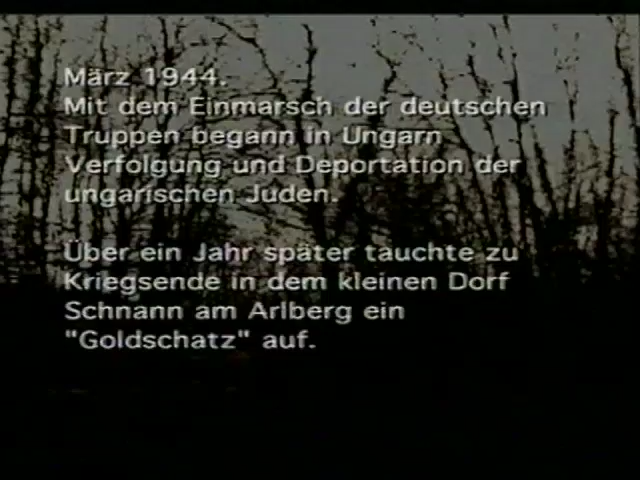 März 1944.
Mit dem Einmarsch der deutschen
Truppen begann in Ungarn
Verfolgung und Deportation der
ungarischen Juden.
Über ein Jahr später tauchte zu
Kriegsende in dem kleinen Dorf
Schnann am Arlberg ein
"Goldschatz" auf.